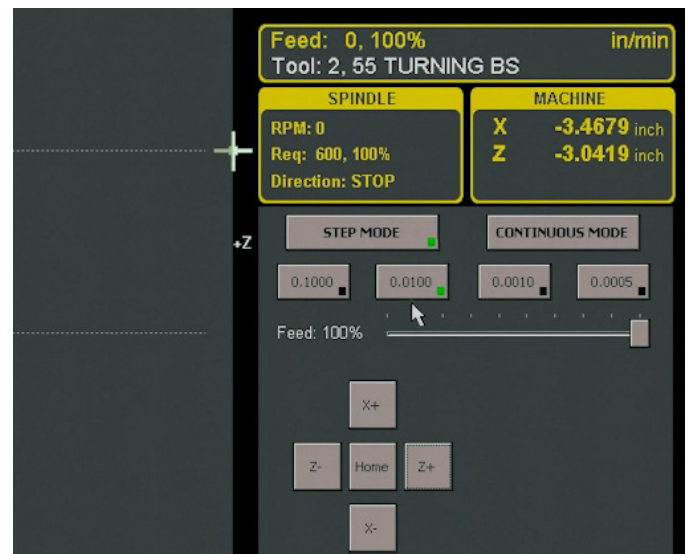 Feed: 0, 100% in/min
Tool: 2, 55 TURNING BS
SPINDLE
RPM: 0
Req: 600, 100%
Direction: STOP
MACHINE
X -3.4679 inch
Z -3.0419 inch
+Z
STEP MODE
CONTINUOUS MODE
0.1000
0.0100
0.0010
0.0005
Feed: 100%
X+
Z-
Home
Z+
X-